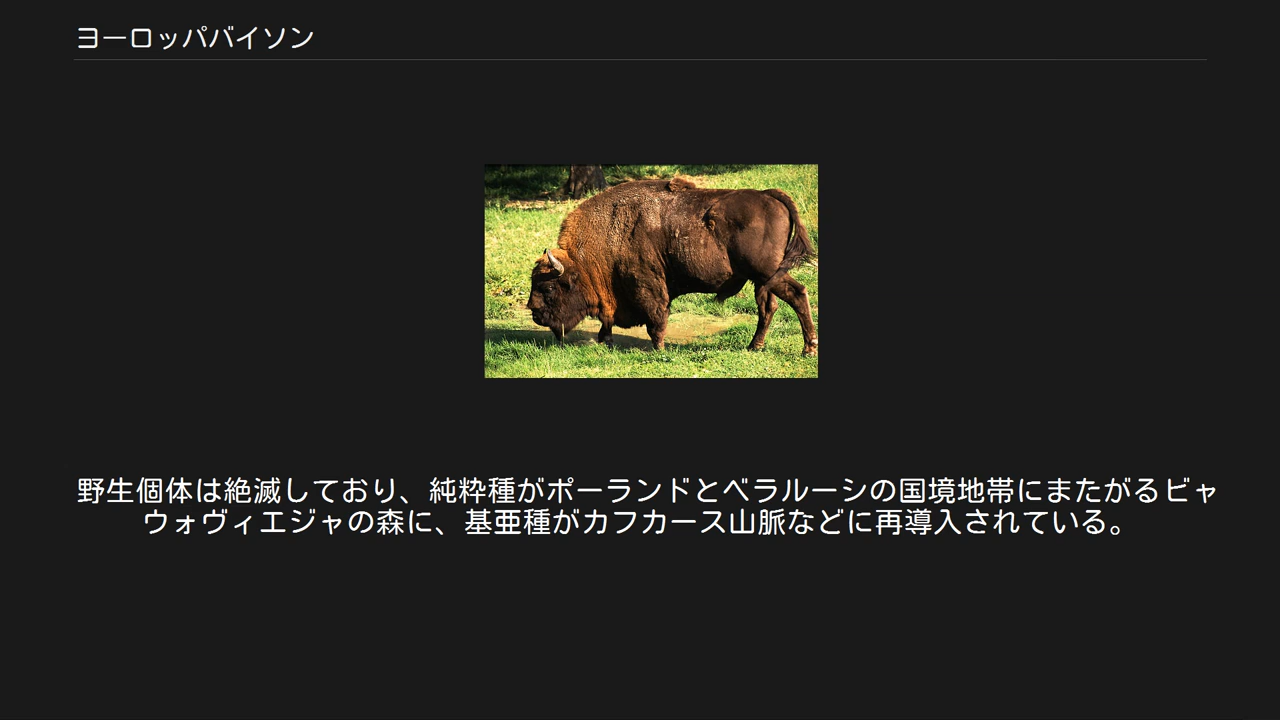 ヨーロッパバイソン
野生個体は絶滅しており、純粋種がポーランドとベラルーシの国境地帯にまたがるビャ
ウォヴィエジャの森に、基亜種がカフカース山脈などに再導入されている。